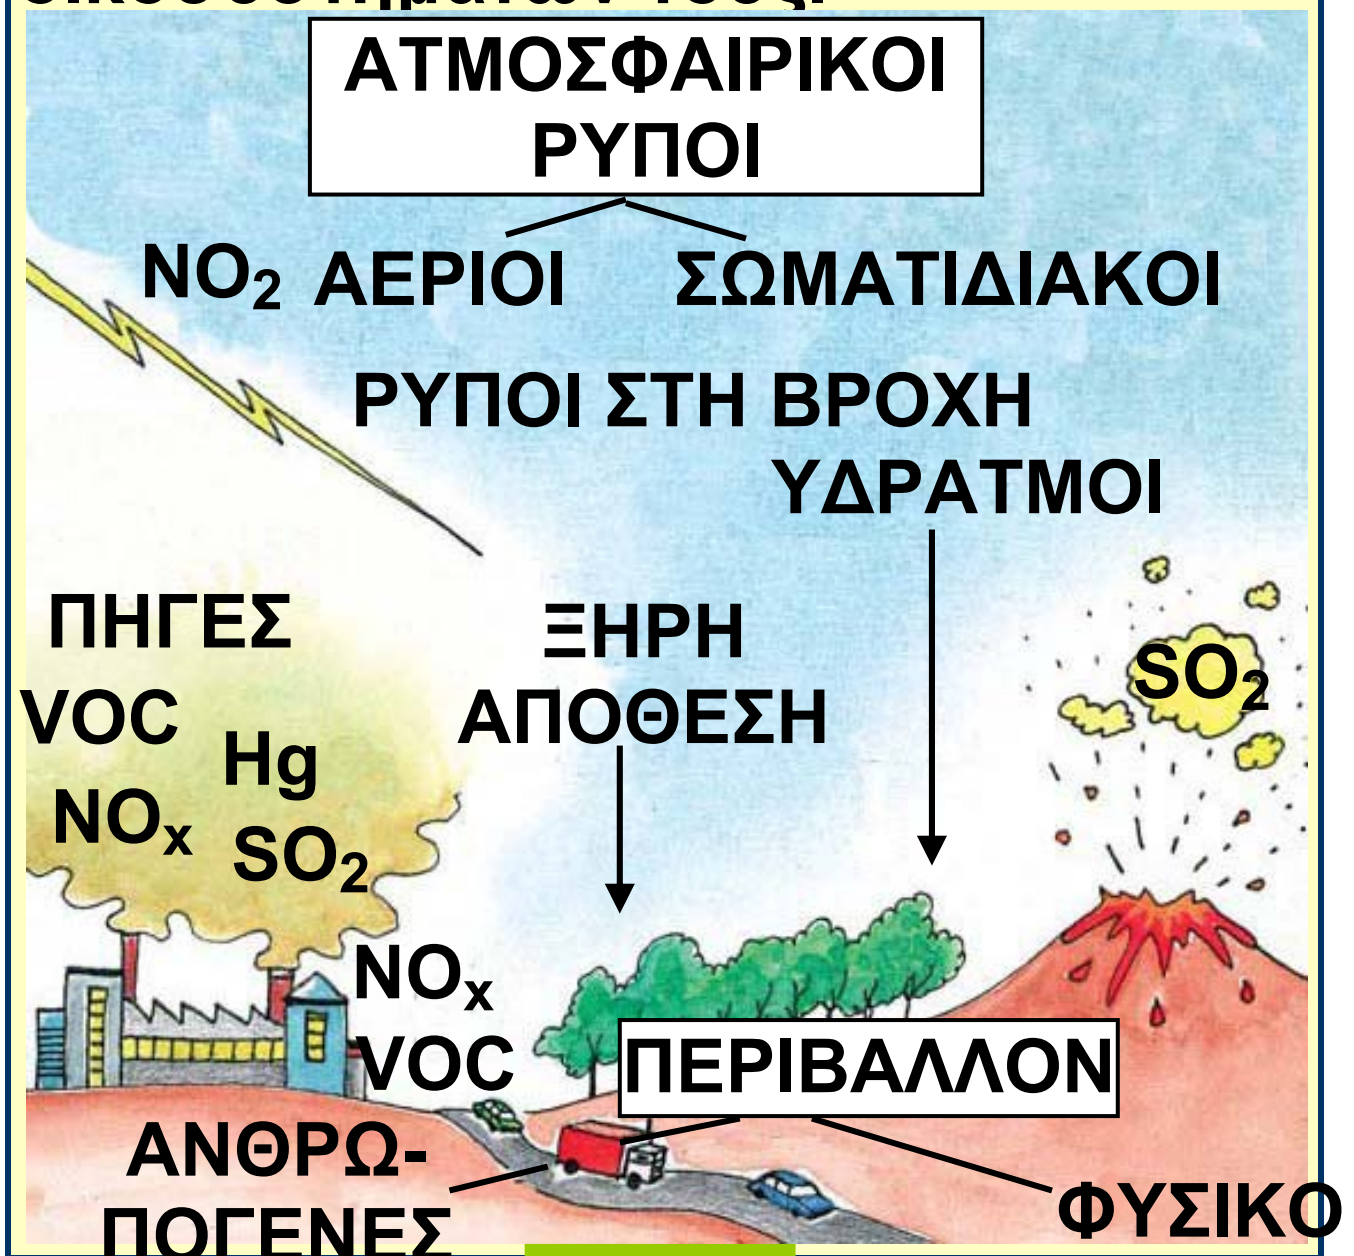 ΑΤΜΟΣΦΑΙΡΙΚΟΙ
ΡΥΠΟΙ
NO₂ ΑΕΡΙΟΙ ΣΩΜΑΤΙΔΙΑΚΟΙ
ΡΥΠΟΙ ΣΤΗ ΒΡΟΧΗ
ΥΔΡΑΤΜΟΙ
ΠΗΓΕΣ
VOC
Hg
NOₓ
SO₂
ΞΗΡΗ
ΑΠΟΘΕΣΗ
SO₂
NOₓ
VOC
ΠΕΡΙΒΑΛΛΟΝ
ΑΝΘΡΩ-
ΠΟΓΕΝΕΣ
ΦΥΣΙΚΟ